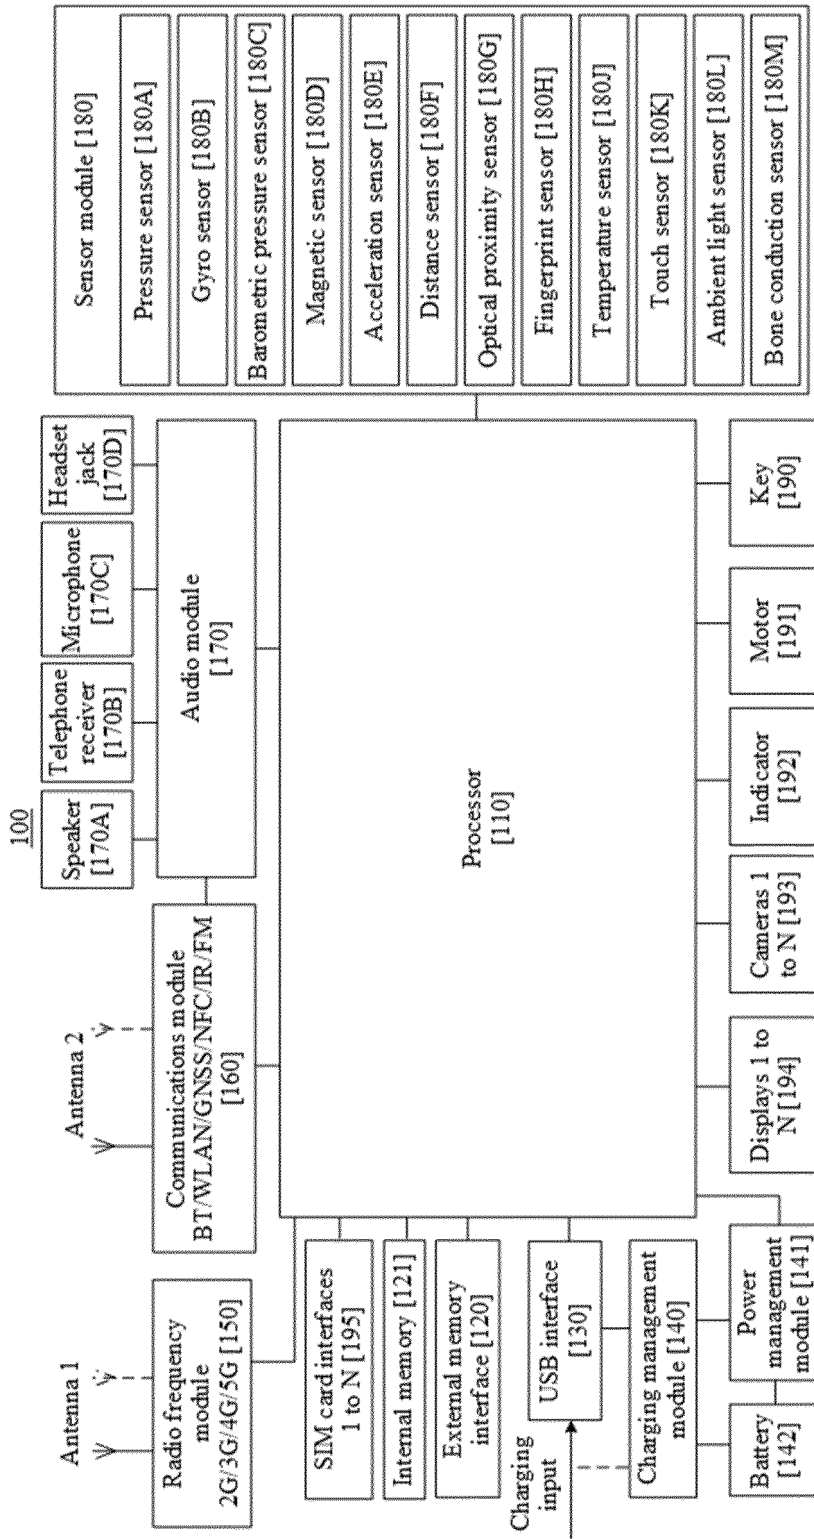 100
Antenna 1
Antenna 2
Radio frequency
module
2G/3G/4G/5G [150]
Communications module
BT/WLAN/GNSS/NFC/IR/FM
[160]
Speaker
[170A]
Telephone
receiver
[170B]
Microphone
[170C]
Headset
jack
[170D]
Audio module
[170]
SIM card interfaces
1 to N [195]
Internal memory [121]
External memory
interface [120]
Charging
input
USB interface
[130]
Charging management
module [140]
Battery
[142]
Power
management
module [141]
Processor
[110]
Displays 1 to
N [194]
Cameras 1
to N [193]
Indicator
[192]
Motor
[191]
Key
[190]
Sensor module [180]
Pressure sensor [180A]
Gyro sensor [180B]
Barometric pressure sensor [180C]
Magnetic sensor [180D]
Acceleration sensor [180E]
Distance sensor [180F]
Optical proximity sensor [180G]
Fingerprint sensor [180H]
Temperature sensor [180J]
Touch sensor [180K]
Ambient light sensor [180L]
Bone conduction sensor [180M]